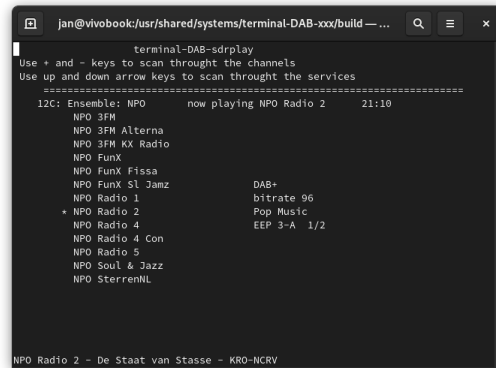 jan@vivobook:/usr/shared/systems/terminal-DAB-xxx/build — ...
terminal-DAB-sdrplay
Use + and - keys to scan throught the channels
Use up and down arrow keys to scan throught the services
======================================================================
12C: Ensemble: NPO now playing NPO Radio 2 21:10
NPO 3FM
NPO 3FM Alterna
NPO 3FM KX Radio
NPO FunX
NPO FunX Fissa
NPO FunX Sl Jamz DAB+
NPO Radio 1 bitrate 96
* NPO Radio 2 Pop Music
NPO Radio 4 EEP 3-A 1/2
NPO Radio 4 Con
NPO Radio 5
NPO Soul & Jazz
NPO SterrenNL
NPO Radio 2 - De Staat van Stasse - KRO-NCRV